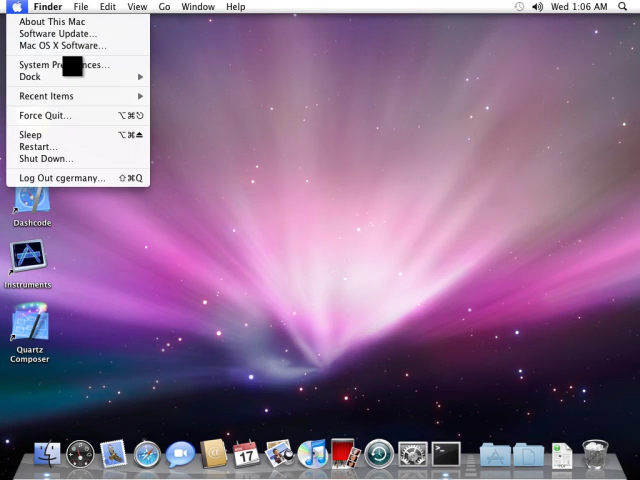 Finder File Edit View Go Window Help Wed 1:06 AM
About This Mac
Software Update...
Mac OS X Software...
Dock
Recent Items
Force Quit... ⌥⌘⎋
Sleep ⌥⌘⏏
Restart...
Shut Down...
Log Out cgermany... ⇧⌘Q
Dashcode
Instruments
Quartz
Composer
17